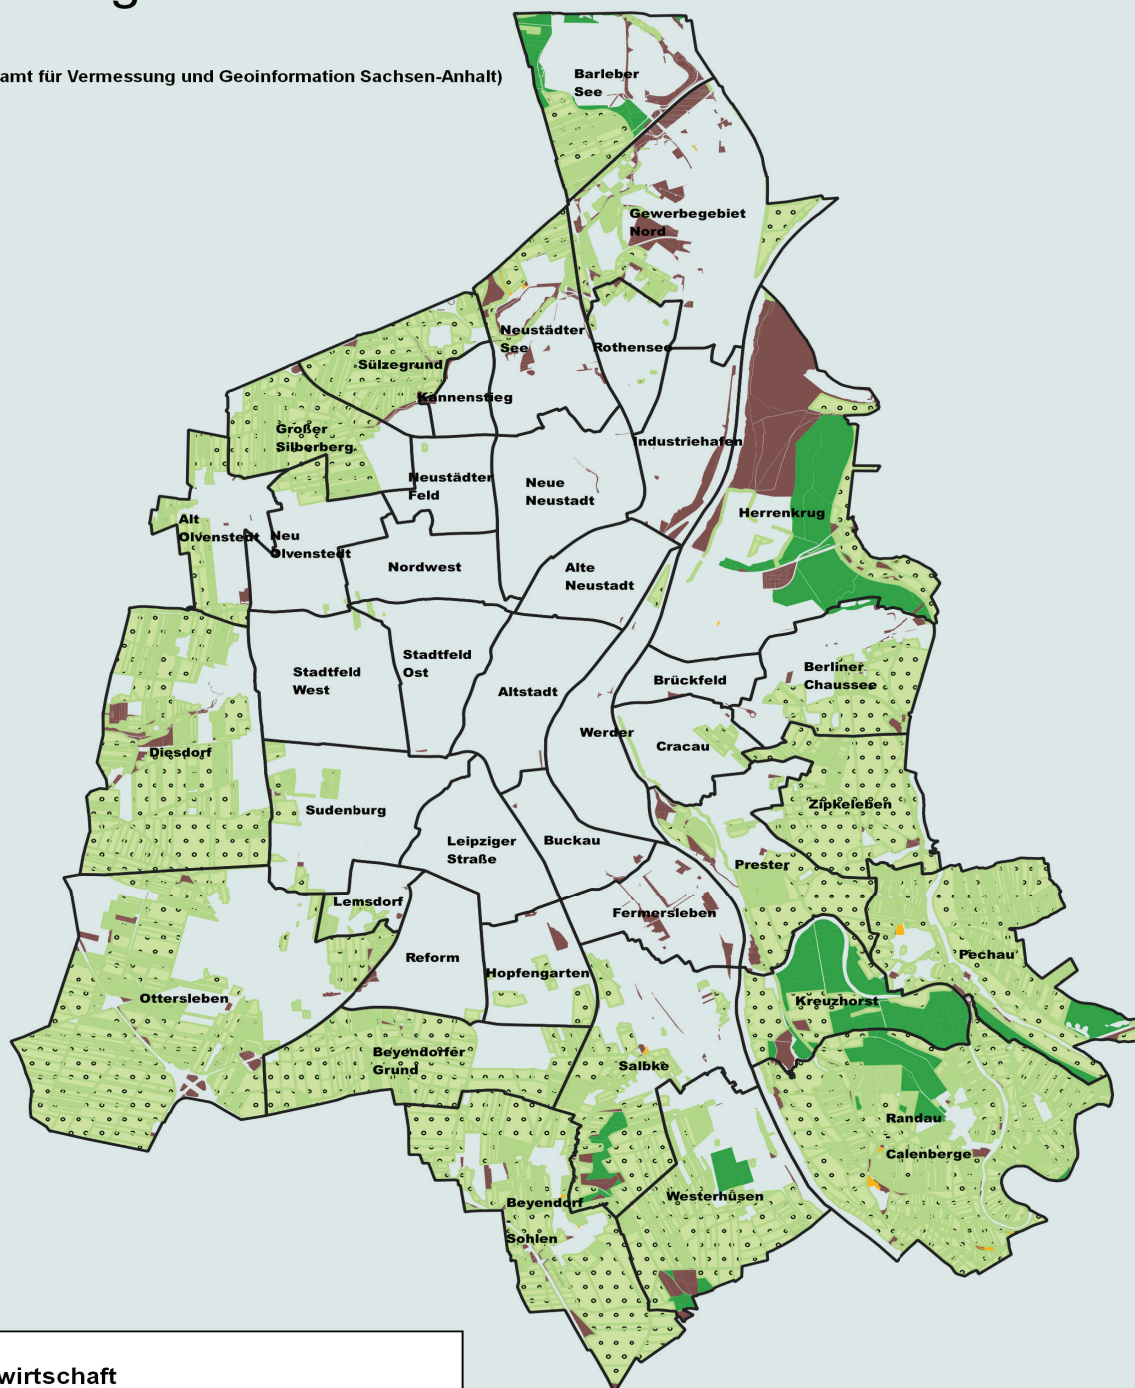 g
amt für Vermessung und Geoinformation Sachsen-Anhalt)
Barleber
See
Gewerbegebiet
Nord
Neustädter
See
Rothensee
Sülzegrund
Kannenstieg
Großer
Silberberg
Industriehafen
Neustädter
Feld
Neue
Neustadt
Herrenkrug
Alt
Olvenstedt
Neu
Olvenstedt
Nordwest
Alte
Neustadt
Stadtfeld
West
Stadtfeld
Ost
Altstadt
Brückfeld
Berliner
Chaussee
Werder
Cracau
Diesdorf
Sudenburg
Zipkeleben
Leipziger
Straße
Buckau
Prester
Lemsdorf
Fermersleben
Reform
Hopfengarten
Pechau
Ottersleben
Kreuzhorst
Beyendorfer
Grund
Salbke
Randau
-
Calenberge
Westerhüsen
Beyendorf
-
Sohlen
wirtschaft